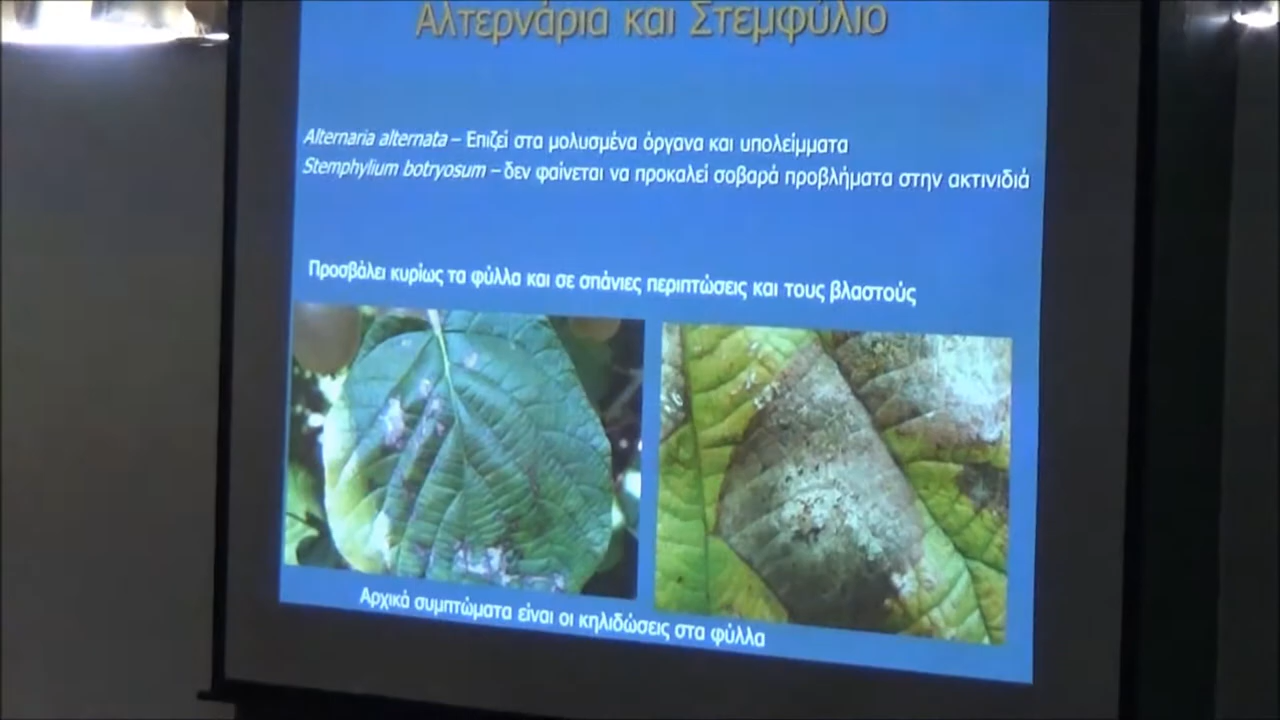 Αλτερνάρια και Στεμφύλιο
Alternaria alternata – Επιζεί στα μολυσμένα όργανα και υπολείμματα
Stemphylium botryosum – δεν φαίνεται να προκαλεί σοβαρά προβλήματα στην ακτινιδιά
Προσβάλει κυρίως τα φύλλα και σε σπάνιες περιπτώσεις και τους βλαστούς
Αρχικά συμπτώματα είναι οι κηλιδώσεις στα φύλλα